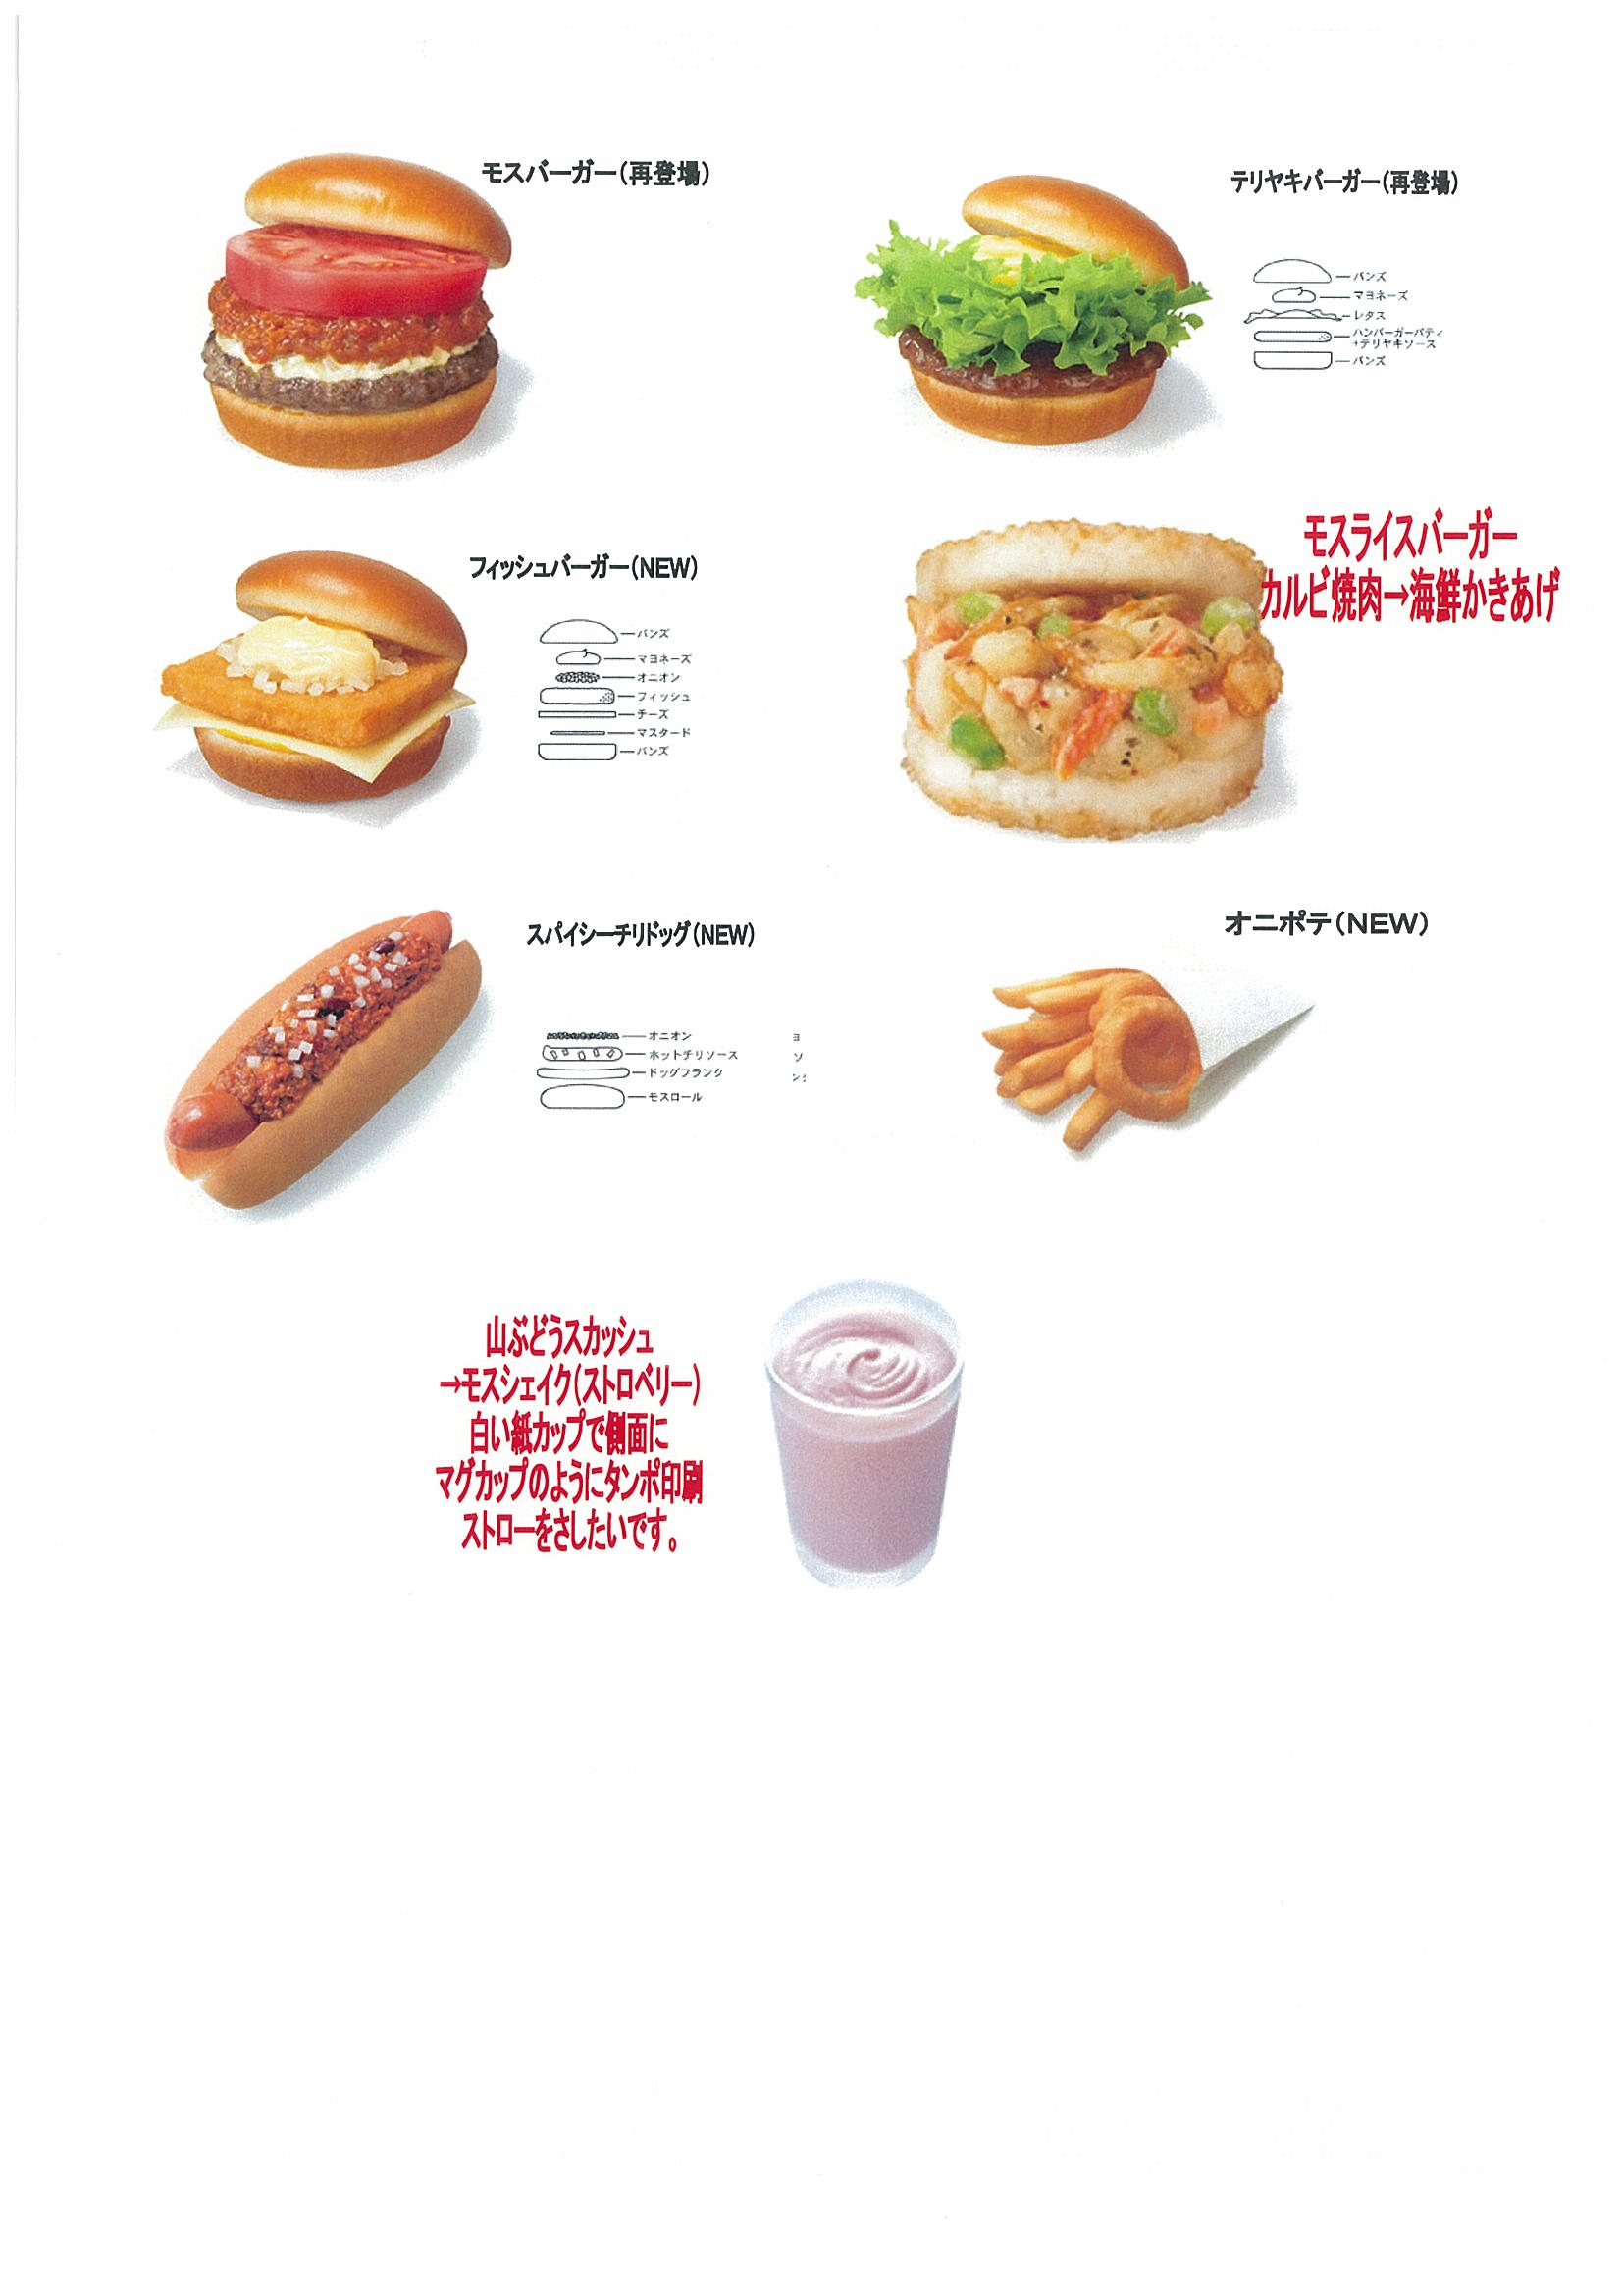 モスバーガー(再登場)
テリヤキバーガー(再登場)
バンズ
マヨネーズ
レタス
ハンバーガーパティ
+テリヤキソース
バンズ
フィッシュバーガー(NEW)
バンズ
マヨネーズ
オニオン
フィッシュ
チーズ
マスタード
バンズ
モスライスバーガー
カルビ焼肉→海鮮かきあげ
スパイシーチリドッグ(NEW)
オニオン
ホットチリソース
ドッグフランク
モスロール
ョ
ソ
オニポテ(NEW)
山ぶどうスカッシュ
→モスシェイク(ストロベリー)
白い紙カップで側面に
マグカップのようにタンポ印刷
ストローをさしたいです。